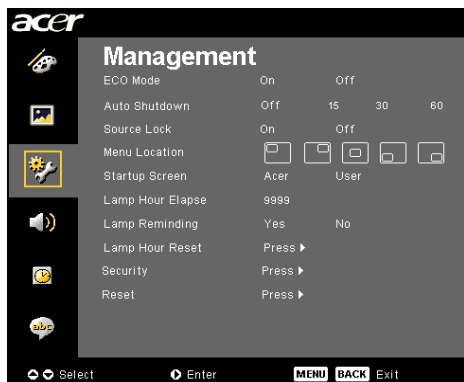 acer
Management
ECO Mode On Off
Auto Shutdown Off 15 30 60
Source Lock On Off
Menu Location
Startup Screen Acer User
Lamp Hour Elapse 9999
Lamp Reminding Yes No
Lamp Hour Reset Press
Security Press
Reset Press
abc
Select Enter MENU BACK Exit